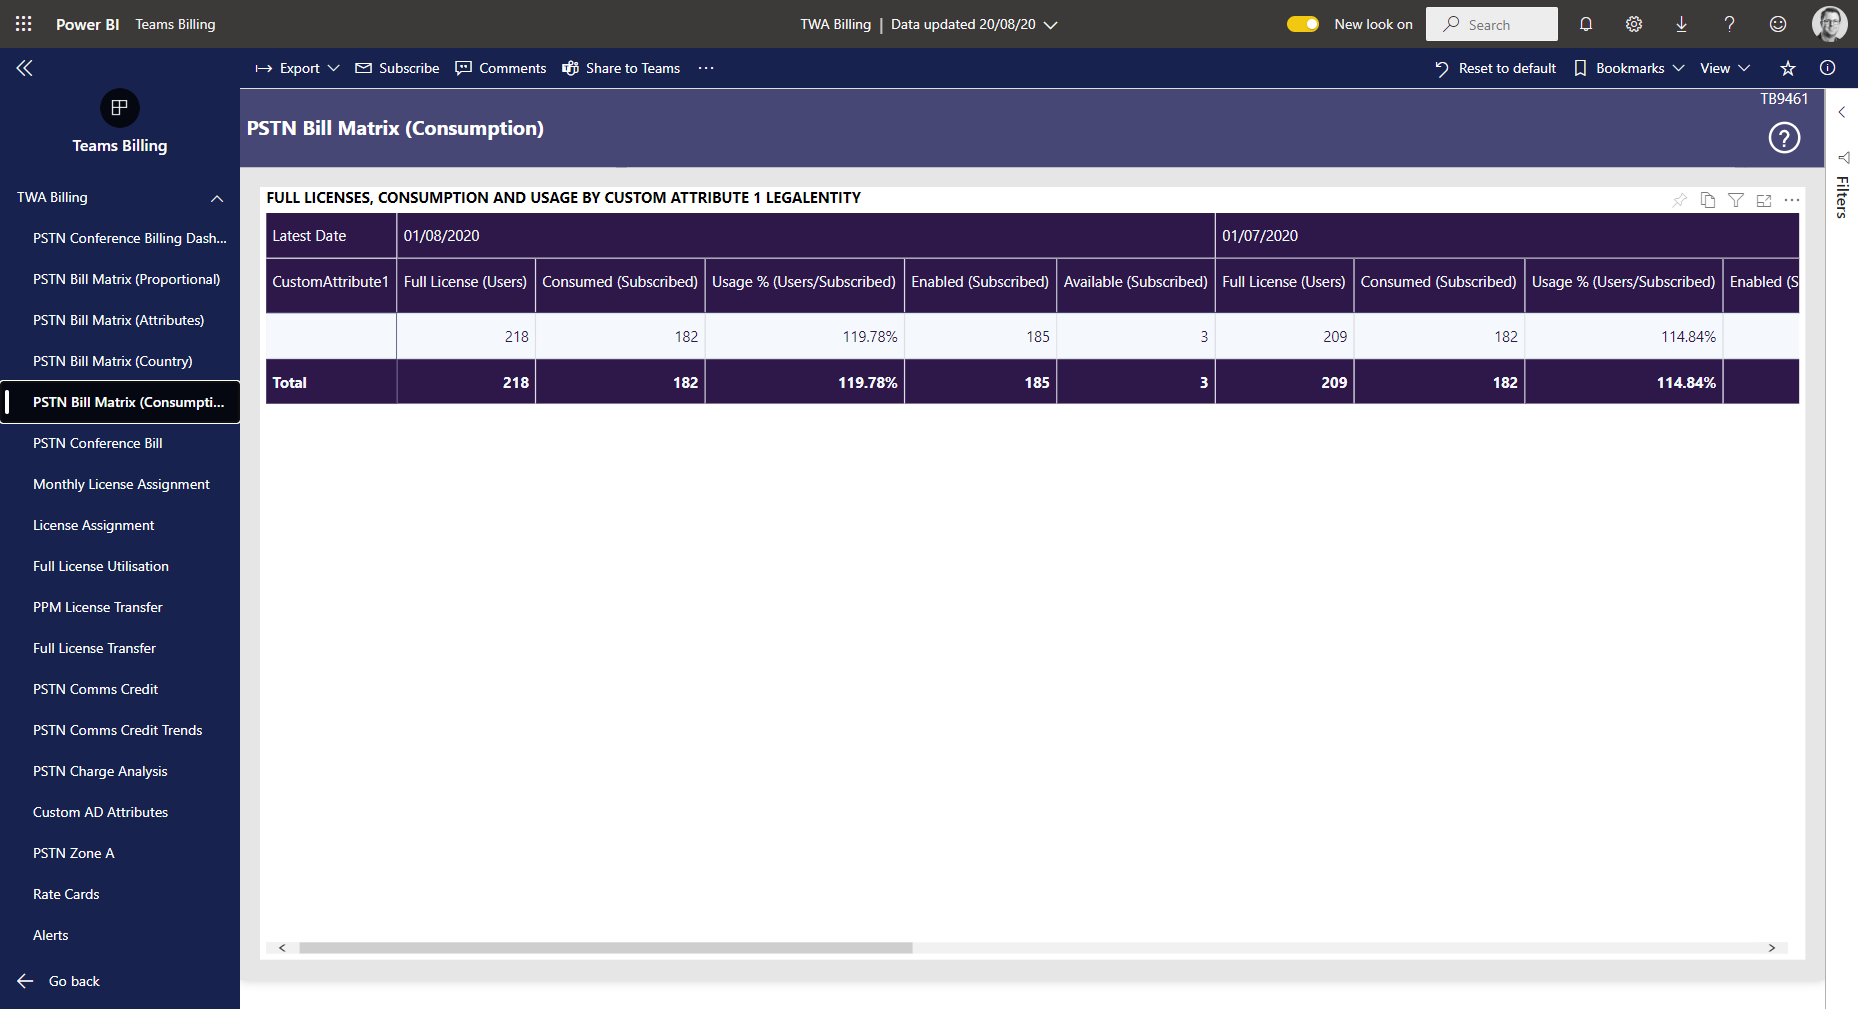 Power BI Teams Billing TWA Billing | Data updated 20/08/20 New look on Search
Export Subscribe Comments Share to Teams ... Reset to default Bookmarks View
Teams Billing
TWA Billing
PSTN Conference Billing Dash...
PSTN Bill Matrix (Proportional)
PSTN Bill Matrix (Attributes)
PSTN Bill Matrix (Country)
PSTN Bill Matrix (Consumpti...
PSTN Conference Bill
Monthly License Assignment
License Assignment
Full License Utilisation
PPM License Transfer
Full License Transfer
PSTN Comms Credit
PSTN Comms Credit Trends
PSTN Charge Analysis
Custom AD Attributes
PSTN Zone A
Rate Cards
Alerts
Go back
TB9461
PSTN Bill Matrix (Consumption)
?
FULL LICENSES, CONSUMPTION AND USAGE BY CUSTOM ATTRIBUTE 1 LEGALENTITY
Latest Date 01/08/2020 01/07/2020
CustomAttribute1 Full License (Users) Consumed (Subscribed) Usage % (Users/Subscribed) Enabled (Subscribed) Available (Subscribed) Full License (Users) Consumed (Subscribed) Usage % (Users/Subscribed) Enabled (S
218 182 119.78% 185 3 209 182 114.84%
Total 218 182 119.78% 185 3 209 182 114.84%
Filters